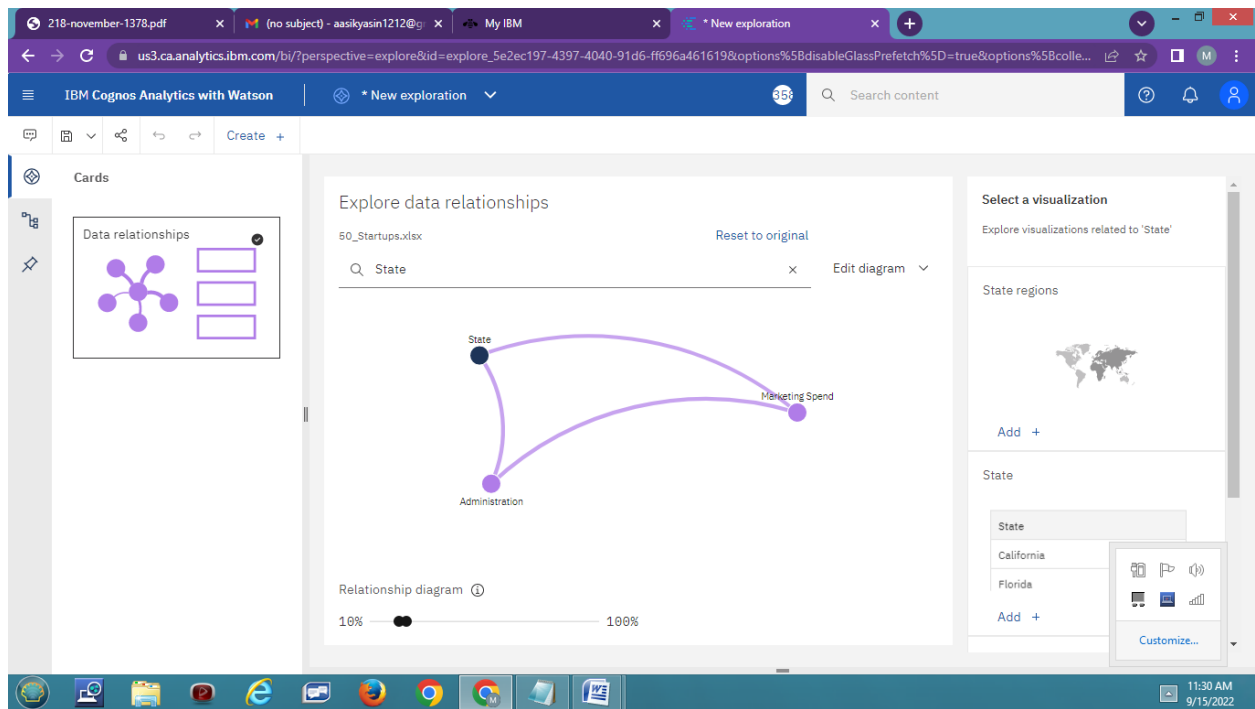 218-november-1378.pdf
(no subject) - aasikyasin1212@g
My IBM
* New exploration
us3.ca.analytics.ibm.com/bi/?perspective=explore&id=explore_5e2ec197-4397-4040-91d6-ff696a461619&options%5BdisableGlassPrefetch%5D=true&options%5Bcolle...
M
IBM Cognos Analytics with Watson
* New exploration
358
Search content
Create +
Cards
Data relationships
Explore data relationships
50_Startups.xlsx
Reset to original
State
Edit diagram
State
Marketing Spend
Administration
Relationship diagram
10%
100%
Select a visualization
Explore visualizations related to 'State'
State regions
Add +
State
State
California
Florida
Add +
Customize...
11:30 AM
9/15/2022